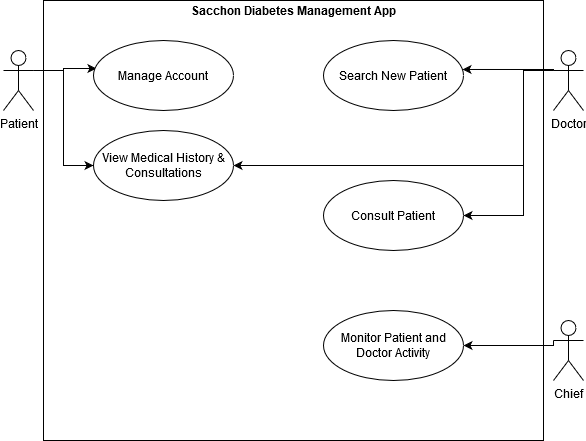 Sacchon Diabetes Management App
Manage Account
Search New Patient
Patient
Doctor
View Medical History &
Consultations
Consult Patient
Monitor Patient and
Doctor Activity
Chief